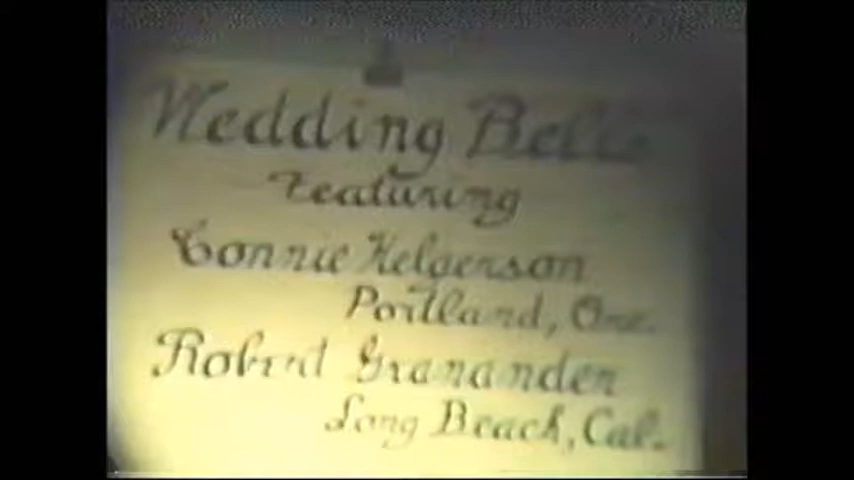 Wedding Bells
Featuring
Connie Helgerson
Portland, Ore.
Robert Granander
Long Beach, Cal.